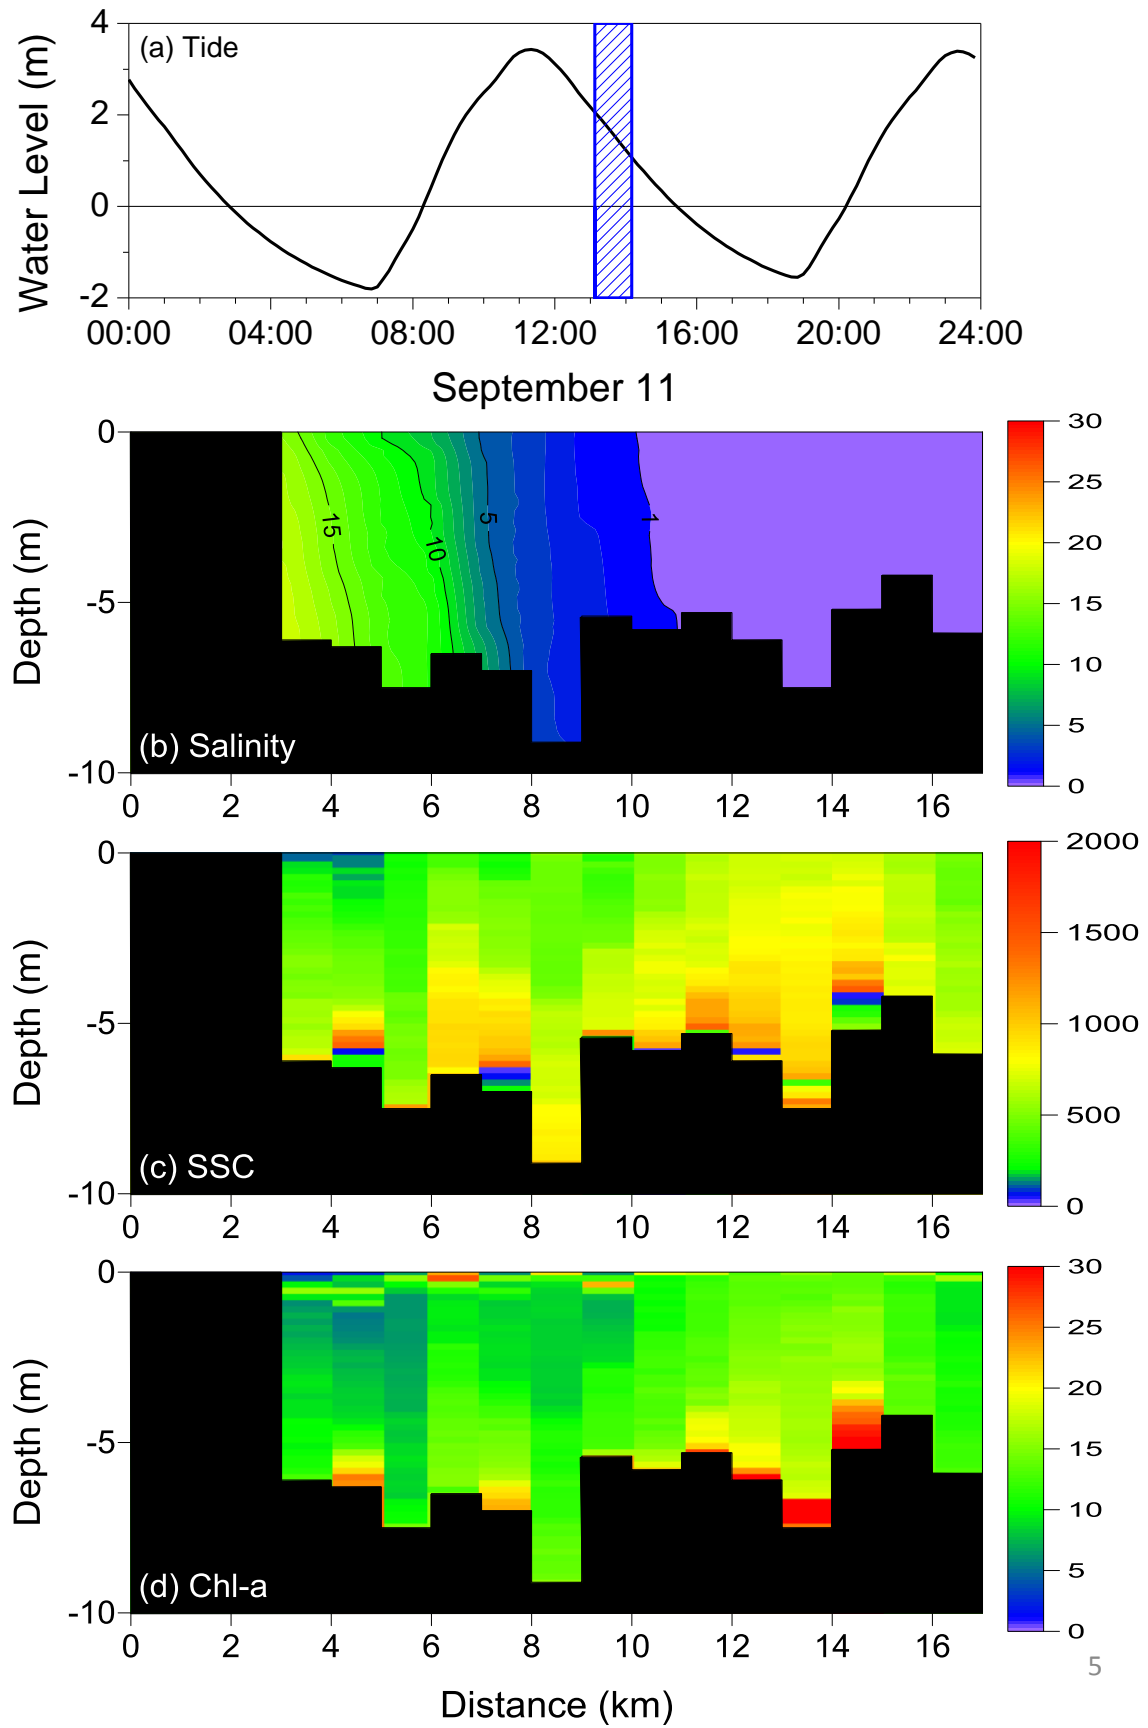 4
2
0
-2
Water Level (m)
(a) Tide
00:00 04:00 08:00 12:00 16:00 20:00 24:00
September 11
0
-5
-10
Depth (m)
15 10 5 1
(b) Salinity
0 2 4 6 8 10 12 14 16
30
25
20
15
10
5
0
0
-5
-10
Depth (m)
(c) SSC
0 2 4 6 8 10 12 14 16
2000
1500
1000
500
0
0
-5
-10
Depth (m)
(d) Chl-a
0 2 4 6 8 10 12 14 16
30
25
20
15
10
5
0
Distance (km)
5